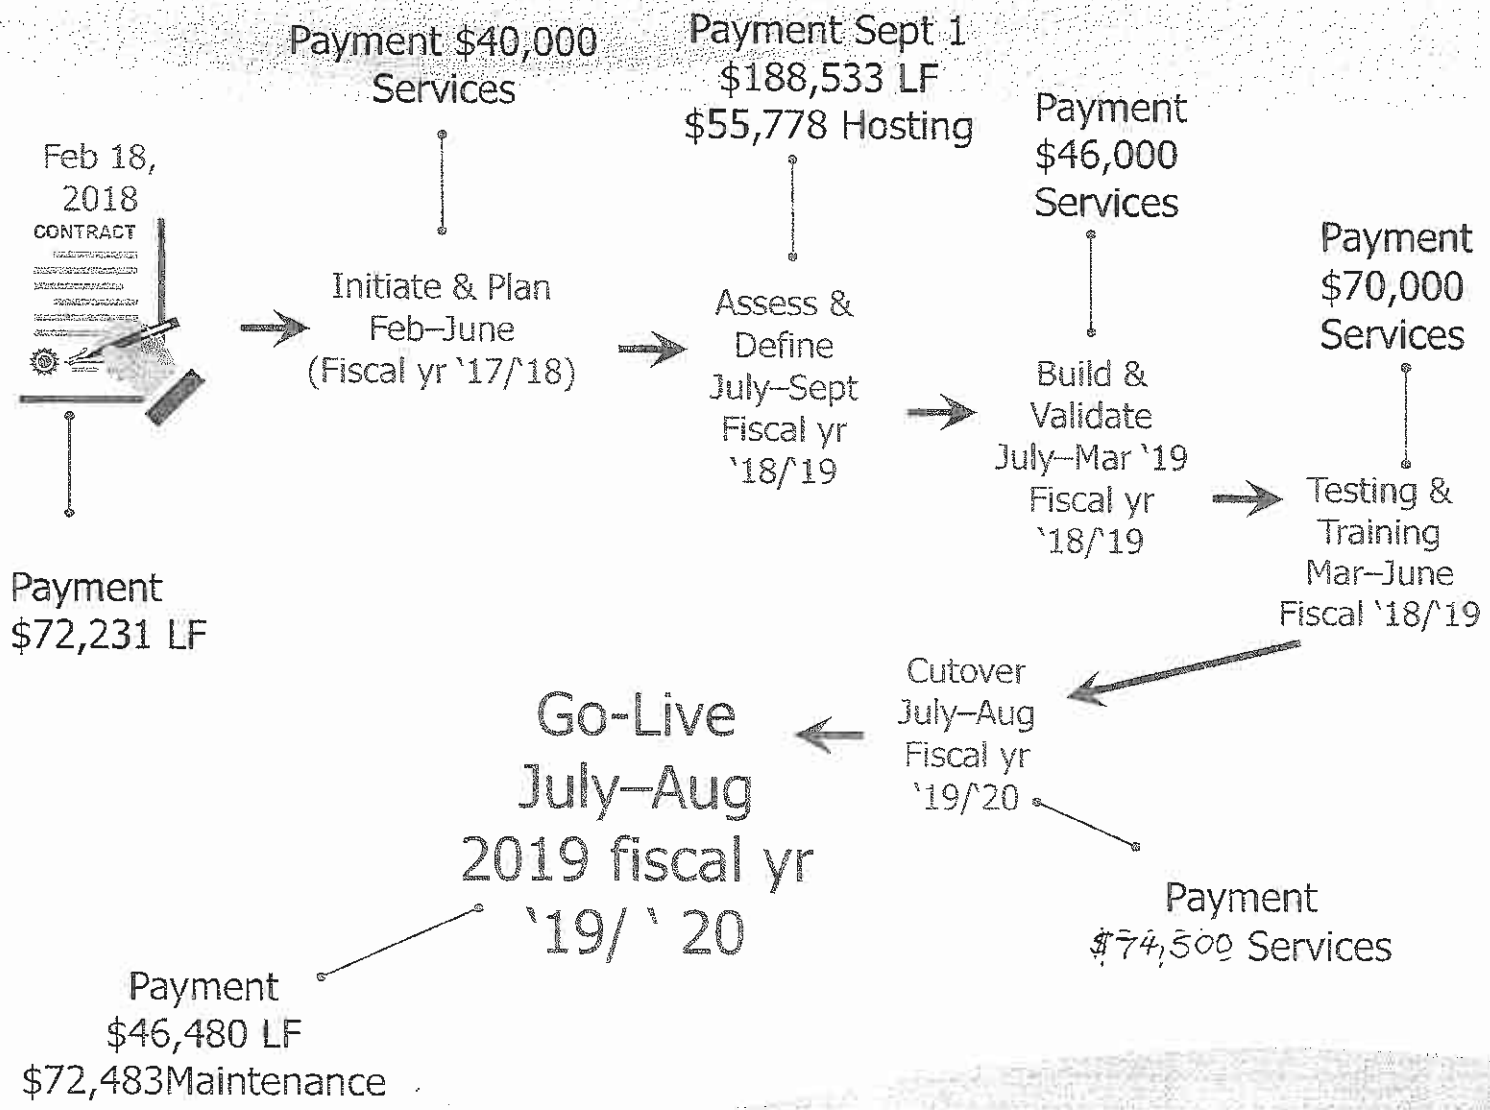 Payment $40,000
Services
Payment Sept 1
$188,533 LF
$55,778 Hosting
Payment
$46,000
Services
Payment
$70,000
Services
Feb 18,
2018
CONTRACT
Initiate & Plan
Feb–June
(Fiscal yr ‘17/‘18)
Assess &
Define
July–Sept
Fiscal yr
‘18/‘19
Build &
Validate
July–Mar ‘19
Fiscal yr
‘18/‘19
Testing &
Training
Mar–June
Fiscal ‘18/‘19
Payment
$72,231 LF
Cutover
July–Aug
Fiscal yr
‘19/‘20
Go-Live
July–Aug
2019 fiscal yr
‘19/ ‘ 20
Payment
$74,500 Services
Payment
$46,480 LF
$72,483Maintenance